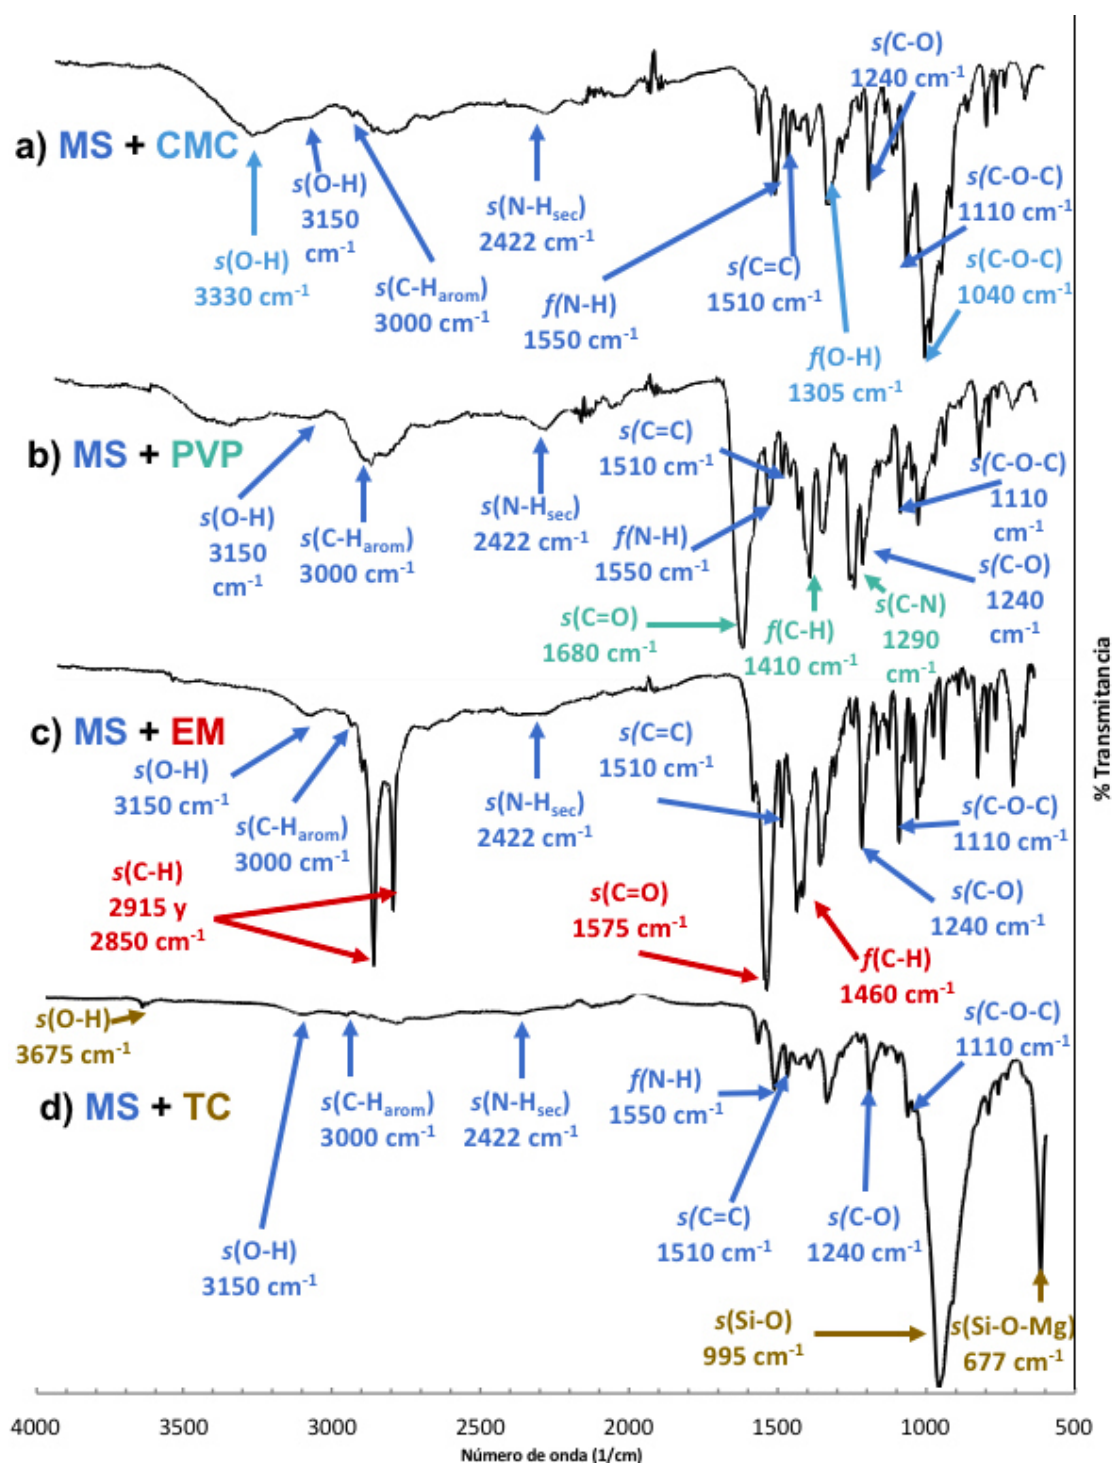 s(C-O)
1240 cm⁻¹
a) MS + CMC
s(O-H)
3150
cm⁻¹
s(N-Hsec)
2422 cm⁻¹
s(C-O-C)
1110 cm⁻¹
s(O-H)
3330 cm⁻¹
s(C-Harom)
3000 cm⁻¹
f(N-H)
1550 cm⁻¹
s(C=C)
1510 cm⁻¹
s(C-O-C)
1040 cm⁻¹
f(O-H)
1305 cm⁻¹
b) MS + PVP
s(O-H)
3150
cm⁻¹
s(C-Harom)
3000 cm⁻¹
s(N-Hsec)
2422 cm⁻¹
s(C=C)
1510 cm⁻¹
f(N-H)
1550 cm⁻¹
s(C-O-C)
1110
cm⁻¹
s(C-O)
1240
cm⁻¹
s(C=O)
1680 cm⁻¹
f(C-H)
1410 cm⁻¹
s(C-N)
1290
cm⁻¹
c) MS + EM
s(O-H)
3150 cm⁻¹
s(C-Harom)
3000 cm⁻¹
s(C-H)
2915 y
2850 cm⁻¹
s(N-Hsec)
2422 cm⁻¹
s(C=C)
1510 cm⁻¹
s(C=O)
1575 cm⁻¹
s(C-O-C)
1110 cm⁻¹
s(C-O)
1240 cm⁻¹
f(C-H)
1460 cm⁻¹
s(O-H)
3675 cm⁻¹
d) MS + TC
s(O-H)
3150 cm⁻¹
s(C-Harom)
3000 cm⁻¹
s(N-Hsec)
2422 cm⁻¹
f(N-H)
1550 cm⁻¹
s(C-O-C)
1110 cm⁻¹
s(C=C)
1510 cm⁻¹
s(C-O)
1240 cm⁻¹
s(Si-O)
995 cm⁻¹
s(Si-O-Mg)
677 cm⁻¹
% Transmitancia
4000 3500 3000 2500 2000 1500 1000 500
Número de onda (1/cm)